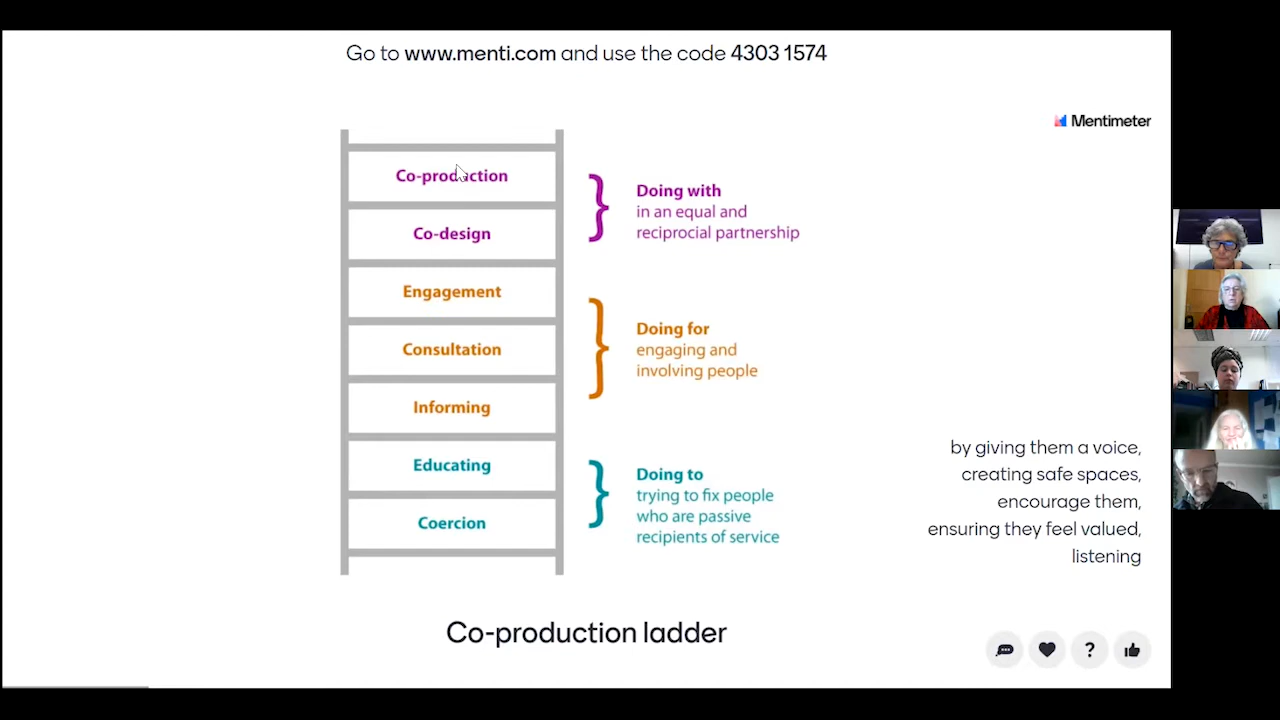 Go to www.menti.com and use the code 4303 1574
Mentimeter
Co-production
Co-design
Engagement
Consultation
Informing
Educating
Coercion
Doing with
in an equal and
reciprocial partnership
Doing for
engaging and
involving people
Doing to
trying to fix people
who are passive
recipients of service
by giving them a voice,
creating safe spaces,
encourage them,
ensuring they feel valued,
listening
Co-production ladder
?